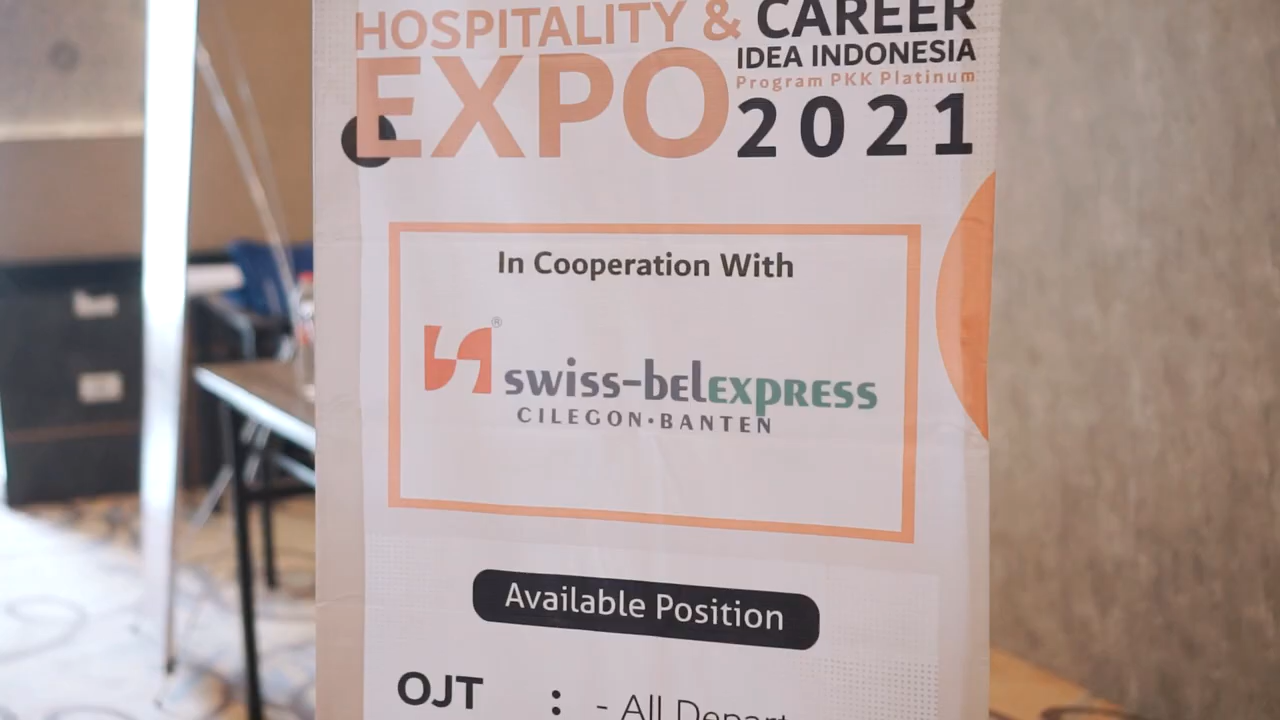 HOSPITALITY & CAREER
EXPO
IDEA INDONESIA
Program PKK Platinum
2021
In Cooperation With
®
swiss-belEXPRESS
CILEGON•BANTEN
Available Position
OJT : - All